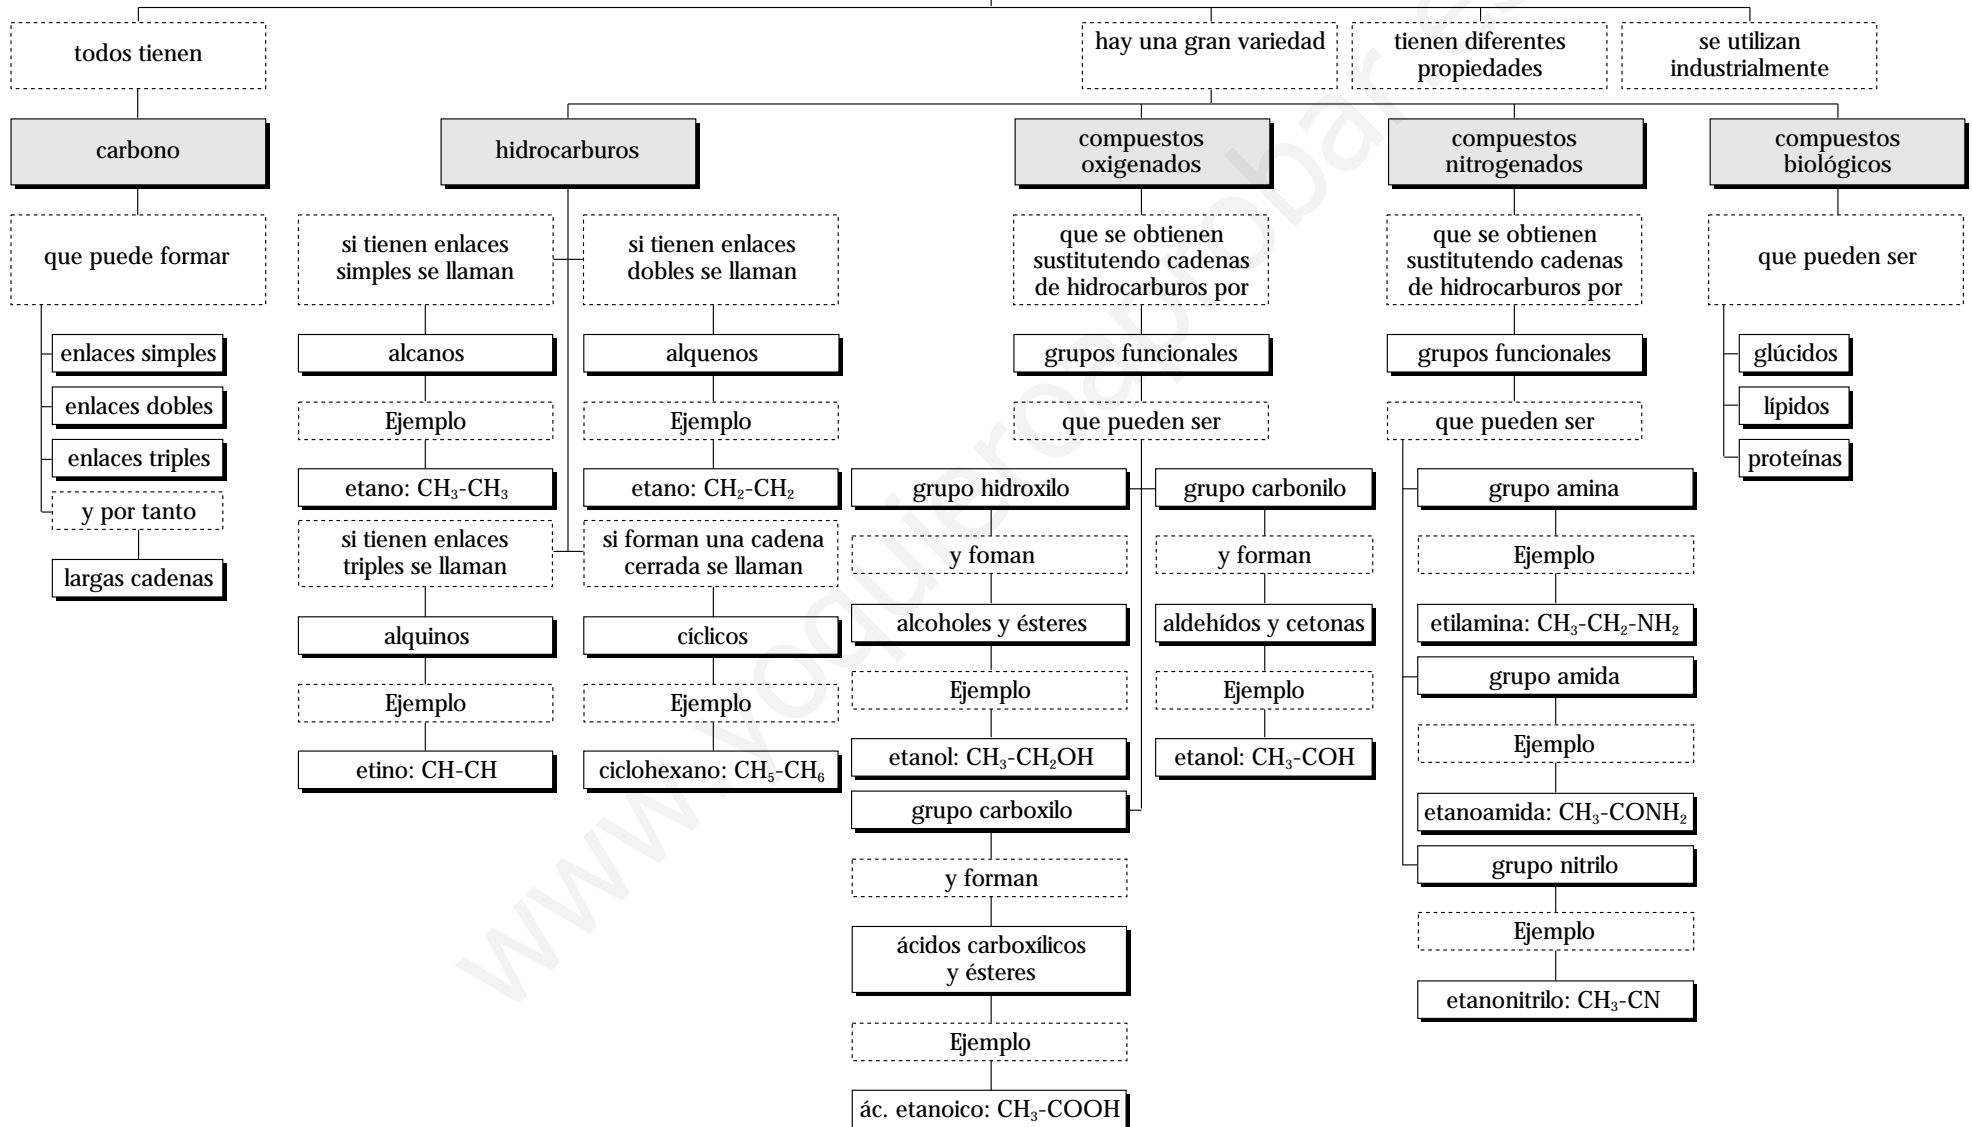 todos tienen
hay una gran variedad
tienen diferentes
propiedades
se utilizan
industrialmente
carbono
hidrocarburos
compuestos
oxigenados
compuestos
nitrogenados
compuestos
biológicos
que puede formar
enlaces simples
enlaces dobles
enlaces triples
y por tanto
largas cadenas
si tienen enlaces
simples se llaman
alcanos
Ejemplo
etano: CH₃-CH₃
si tienen enlaces
dobles se llaman
alquenos
Ejemplo
etano: CH₂-CH₂
si tienen enlaces
triples se llaman
alquinos
Ejemplo
etino: CH-CH
si forman una cadena
cerrada se llaman
cíclicos
Ejemplo
ciclohexano: CH₅-CH₆
que se obtienen
sustitutendo cadenas
de hidrocarburos por
grupos funcionales
que pueden ser
grupo hidroxilo
y foman
alcoholes y ésteres
Ejemplo
etanol: CH₃-CH₂OH
grupo carbonilo
y forman
aldehídos y cetonas
Ejemplo
etanol: CH₃-COH
grupo carboxilo
y forman
ácidos carboxílicos
y ésteres
Ejemplo
ác. etanoico: CH₃-COOH
que se obtienen
sustitutendo cadenas
de hidrocarburos por
grupos funcionales
que pueden ser
grupo amina
Ejemplo
etilamina: CH₃-CH₂-NH₂
grupo amida
Ejemplo
etanoamida: CH₃-CONH₂
grupo nitrilo
Ejemplo
etanonitrilo: CH₃-CN
que pueden ser
glúcidos
lípidos
proteínas
www.yoquieroaprobar.es